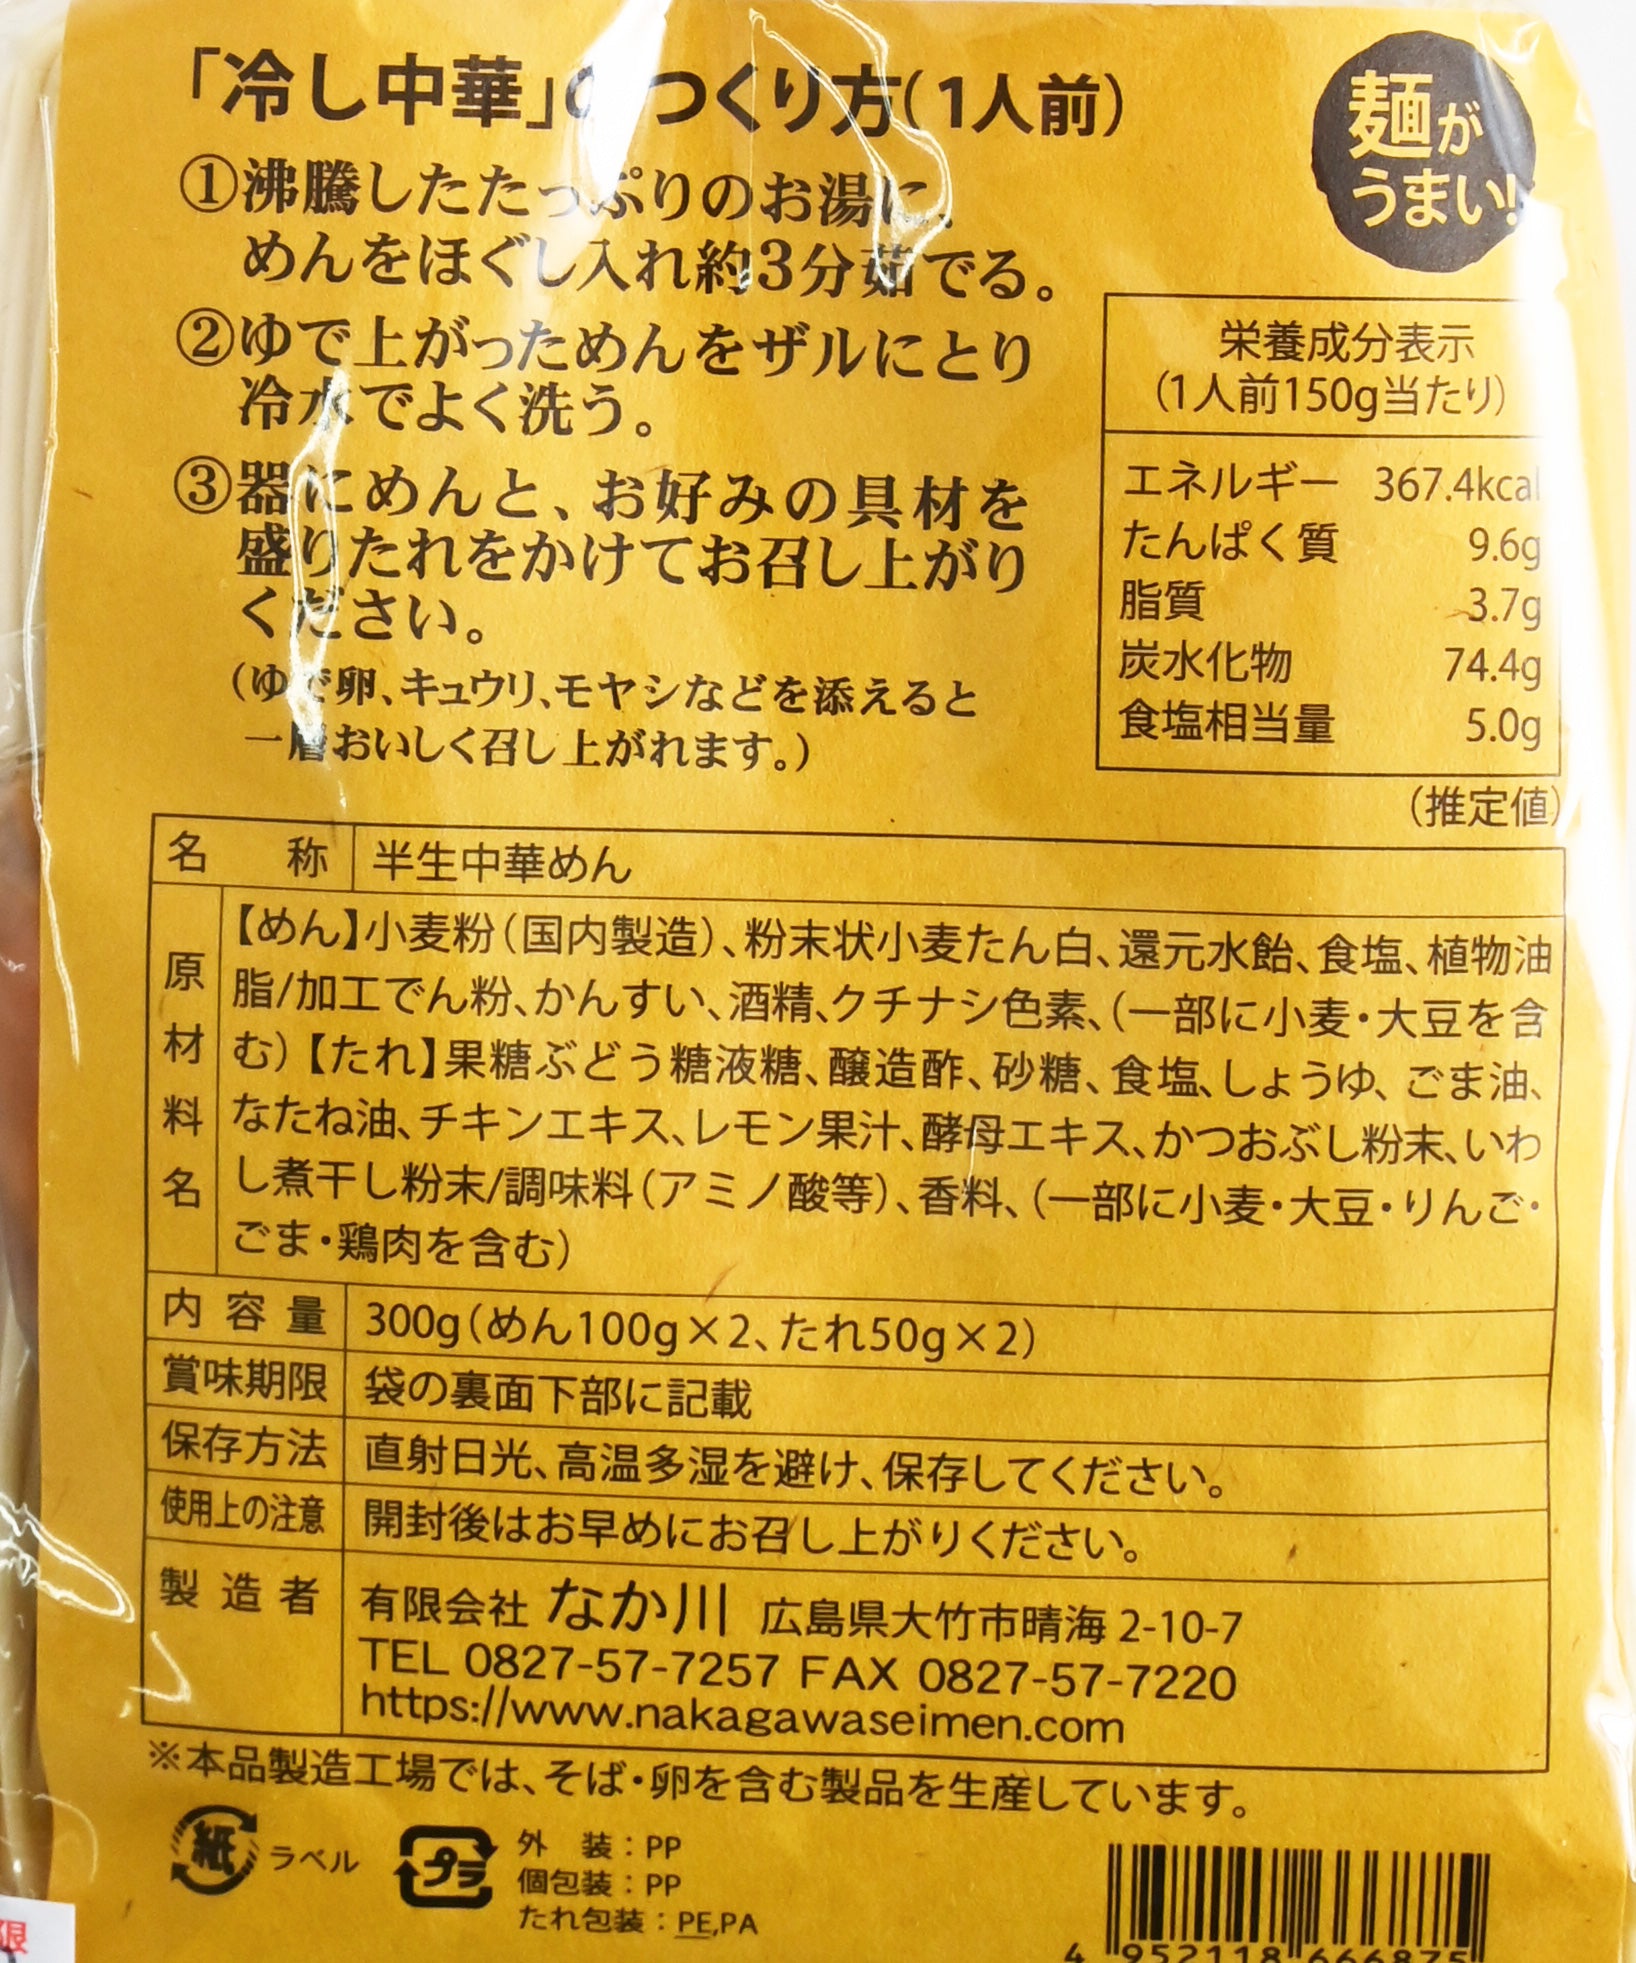 「冷し中華」のつくり方(1人前)
麺が
うまい!
①沸騰したたっぷりのお湯に、
めんをほぐし入れ約3分茹でる。
②ゆで上がっためんをザルにとり
冷水でよく洗う。
③器にめんと、お好みの具材を
盛りたれをかけてお召し上がり
ください。
(ゆで卵、キュウリ、モヤシなどを添えると
一層おいしく召し上がれます。)
栄養成分表示
(1人前150g当たり)
エネルギー 367.4kcal
たんぱく質 9.6g
脂質 3.7g
炭水化物 74.4g
食塩相当量 5.0g
(推定値)
名称 半生中華めん
原材料名
【めん】小麦粉(国内製造)、粉末状小麦たん白、還元水飴、食塩、植物油
脂/加工でん粉、かんすい、酒精、クチナシ色素、(一部に小麦・大豆を含
む)【たれ】果糖ぶどう糖液糖、醸造酢、砂糖、食塩、しょうゆ、ごま油、
なたね油、チキンエキス、レモン果汁、酵母エキス、かつおぶし粉末、いわ
し煮干し粉末/調味料(アミノ酸等)、香料、(一部に小麦・大豆・りんご・
ごま・鶏肉を含む)
内容量 300g(めん100g×2、たれ50g×2)
賞味期限 袋の裏面下部に記載
保存方法 直射日光、高温多湿を避け、保存してください。
使用上の注意 開封後はお早めにお召し上がりください。
製造者 有限会社 なか川 広島県大竹市晴海 2-10-7
TEL 0827-57-7257 FAX 0827-57-7220
https://www.nakagawaseimen.com
※本品製造工場では、そば・卵を含む製品を生産しています。
紙 ラベル
プラ
外 装:PP
個包装:PP
たれ包装:PE,PA
限
4 952118 666875